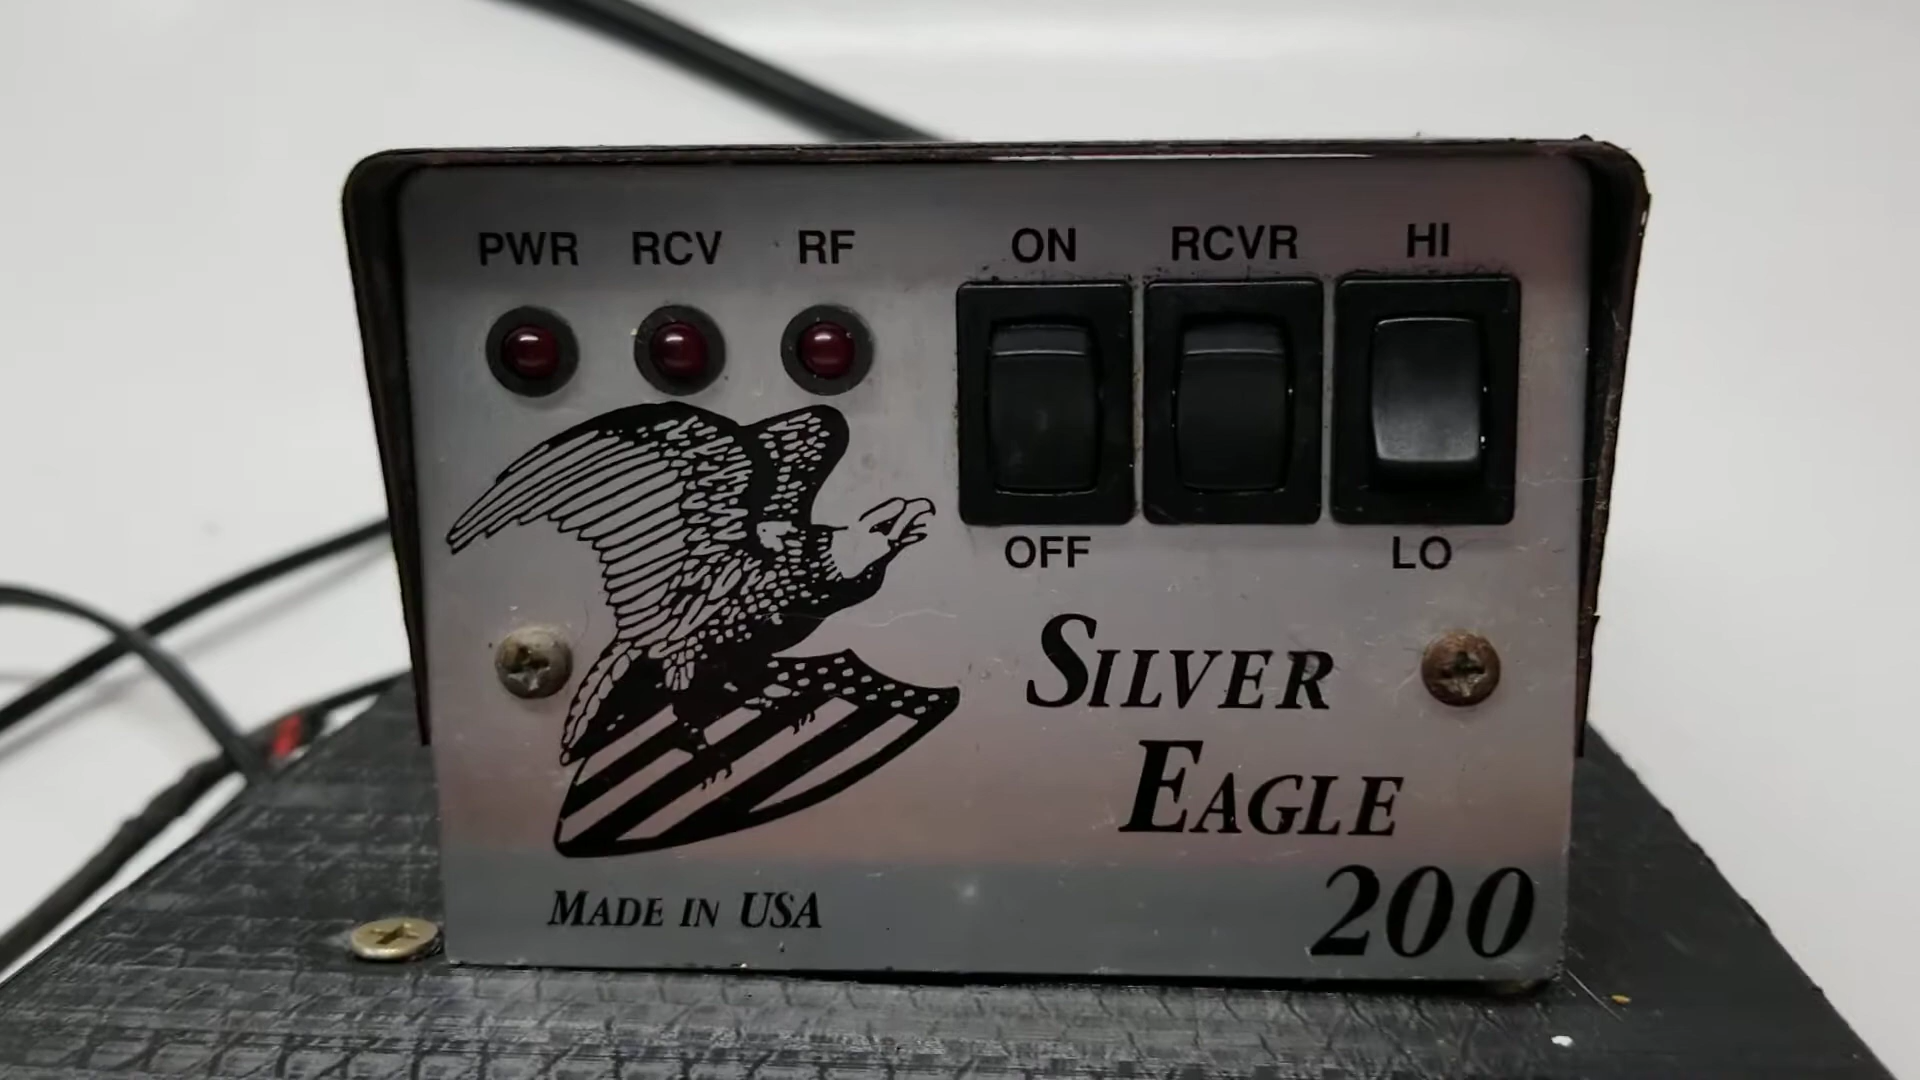 PWR RCV RF ON RCVR HI
OFF LO
SILVER
EAGLE
200
MADE IN USA